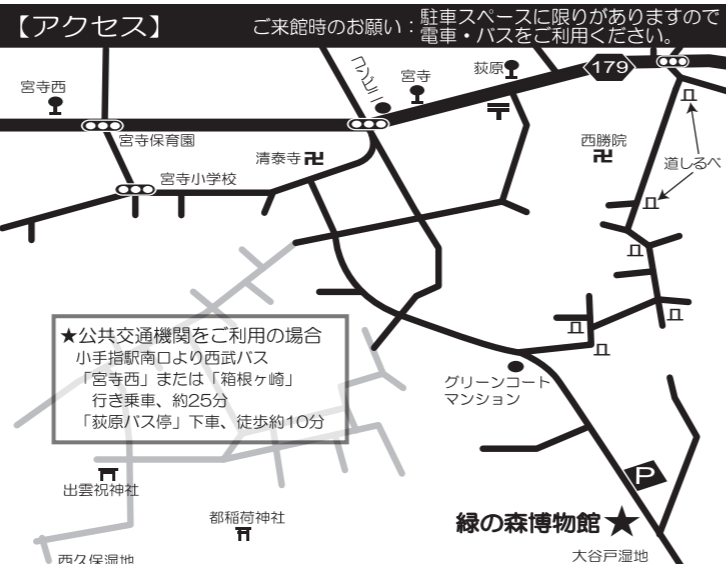 【アクセス】
ご来館時のお願い：駐車スペースに限りがありますので
電車・バスをご利用ください。
コンビニ
宮寺
荻原
179
宮寺西
宮寺保育園
清泰寺
西勝院
道しるべ
宮寺小学校
★公共交通機関をご利用の場合
小手指駅南口より西武バス
「宮寺西」または「箱根ヶ崎」
行き乗車、約25分
「荻原バス停」下車、徒歩約10分
グリーンコート
マンション
P
出雲祝神社
都稲荷神社
緑の森博物館★
大谷戸湿地
西久保湿地